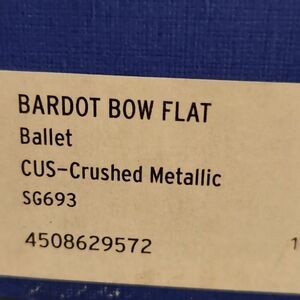 BARDOT BOW FLAT
Ballet
CUS-Crushed Metallic
SG693
4508629572